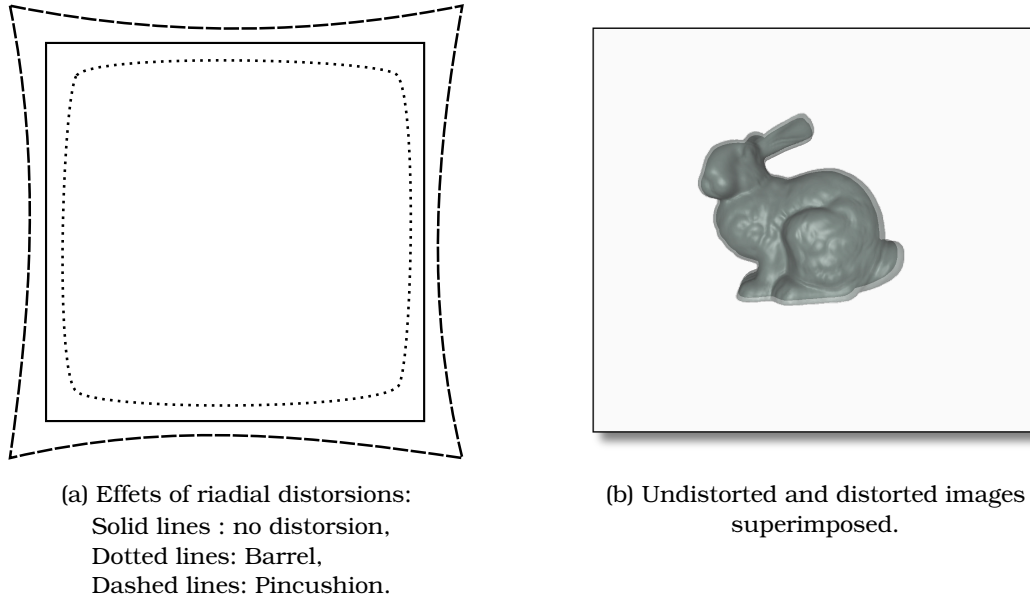 (a) Effets of riadial distorsions:
Solid lines : no distorsion,
Dotted lines: Barrel,
Dashed lines: Pincushion.
(b) Undistorted and distorted images
superimposed.